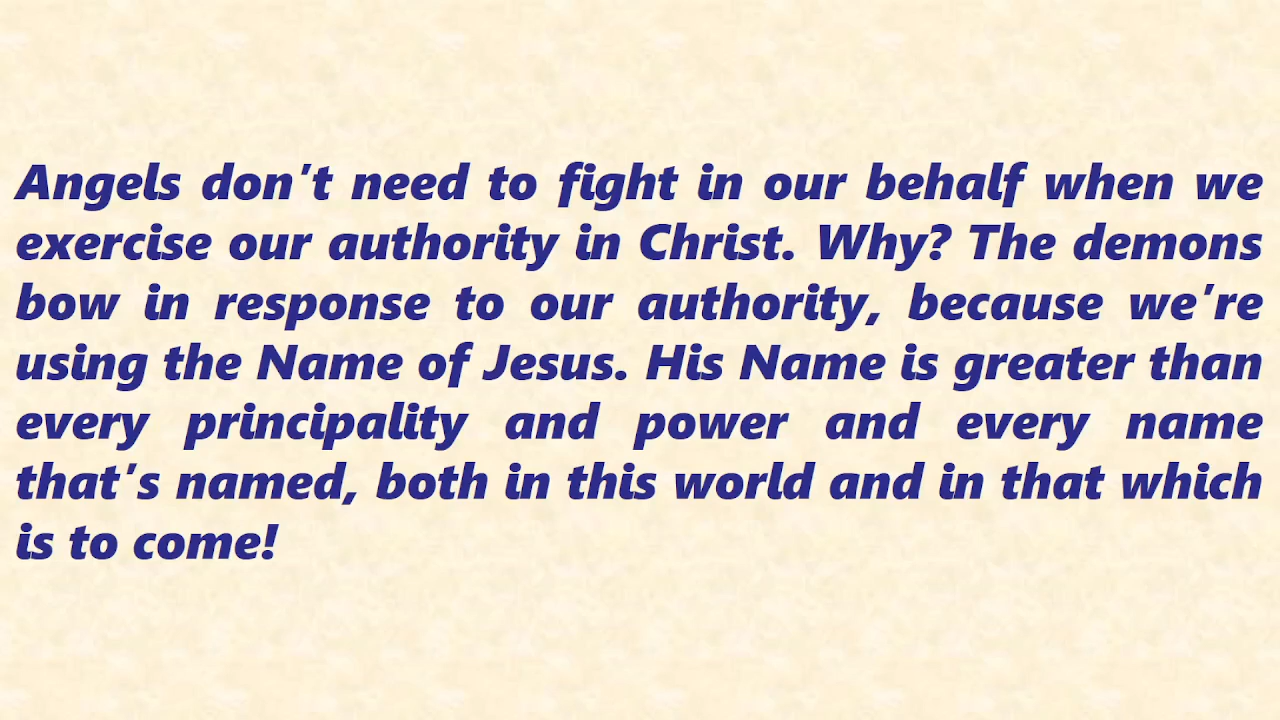 Angels don't need to fight in our behalf when we
exercise our authority in Christ. Why? The demons
bow in response to our authority, because we're
using the Name of Jesus. His Name is greater than
every principality and power and every name
that's named, both in this world and in that which
is to come!